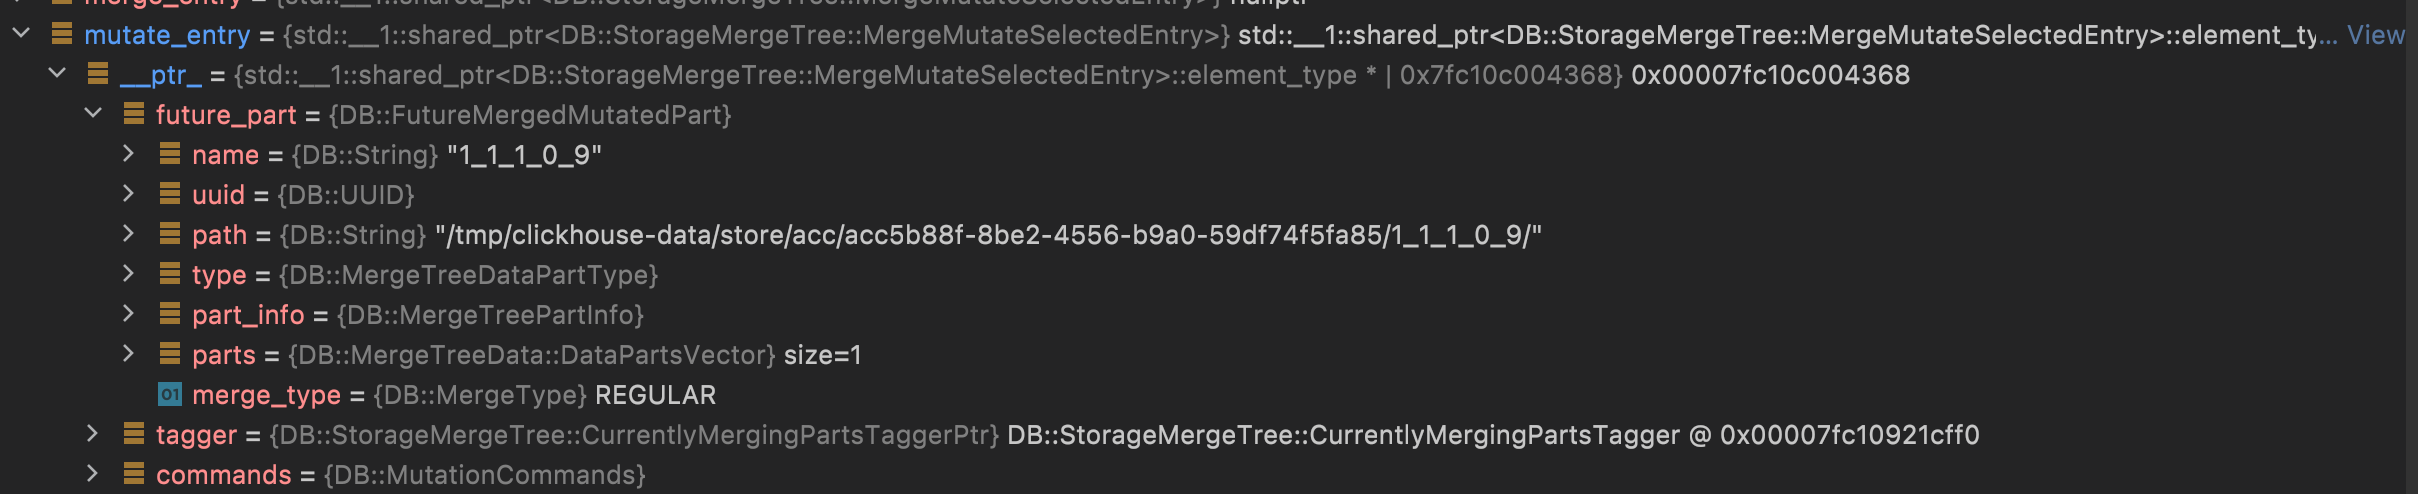 merge_entry = {std::__1::shared_ptr<DB::StorageMergeTree::MergeMutateSelectedEntry>} nullptr
mutate_entry = {std::__1::shared_ptr<DB::StorageMergeTree::MergeMutateSelectedEntry>} std::__1::shared_ptr<DB::StorageMergeTree::MergeMutateSelectedEntry>::element_ty... View
__ptr_ = {std::__1::shared_ptr<DB::StorageMergeTree::MergeMutateSelectedEntry>::element_type * | 0x7fc10c004368} 0x00007fc10c004368
future_part = {DB::FutureMergedMutatedPart}
name = {DB::String} "1_1_1_0_9"
uuid = {DB::UUID}
path = {DB::String} "/tmp/clickhouse-data/store/acc/acc5b88f-8be2-4556-b9a0-59df74f5fa85/1_1_1_0_9/"
type = {DB::MergeTreeDataPartType}
part_info = {DB::MergeTreePartInfo}
parts = {DB::MergeTreeData::DataPartsVector} size=1
01 merge_type = {DB::MergeType} REGULAR
tagger = {DB::StorageMergeTree::CurrentlyMergingPartsTaggerPtr} DB::StorageMergeTree::CurrentlyMergingPartsTagger @ 0x00007fc10921cff0
commands = {DB::MutationCommands}